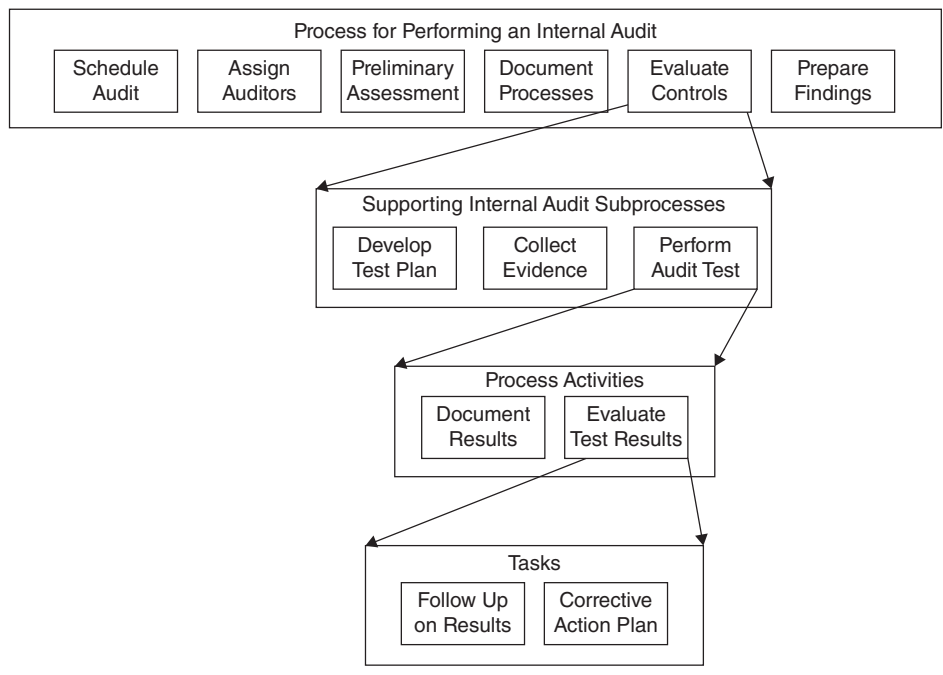 Process for Performing an Internal Audit
Schedule
Audit
Assign
Auditors
Preliminary
Assessment
Document
Processes
Evaluate
Controls
Prepare
Findings
Supporting Internal Audit Subprocesses
Develop
Test Plan
Collect
Evidence
Perform
Audit Test
Process Activities
Document
Results
Evaluate
Test Results
Tasks
Follow Up
on Results
Corrective
Action Plan